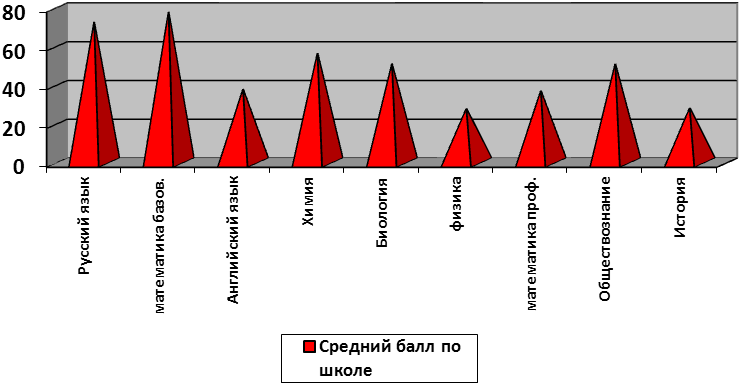 80
60
40
20
0
Русский язык
математика базов.
Английский язык
Химия
Биология
физика
математика проф.
Обществознание
История
Средний балл по
школе